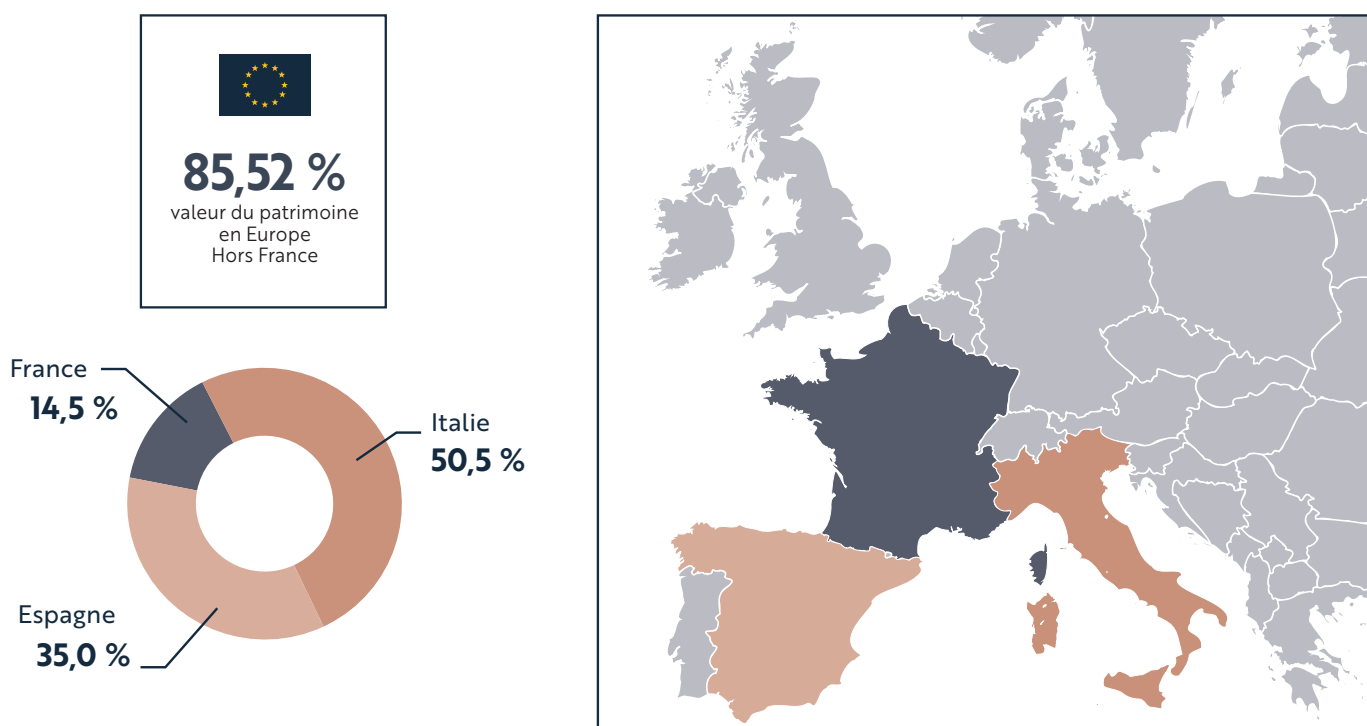 85,52 %
valeur du patrimoine
en Europe
Hors France
France
14,5 %
Italie
50,5 %
Espagne
35,0 %